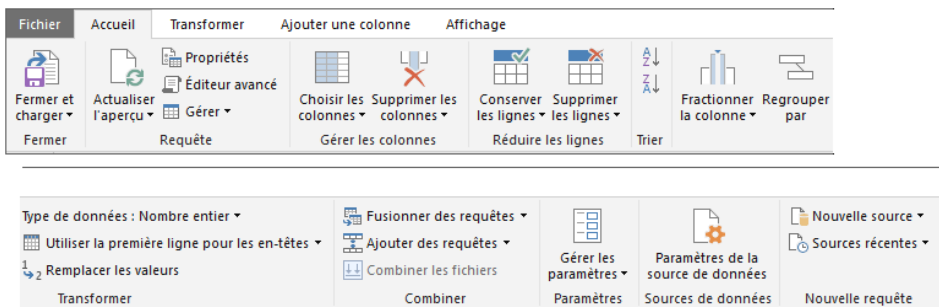 Fichier Accueil Transformer Ajouter une colonne Affichage
Fermer et
charger
Fermer
Actualiser
l'aperçu
Propriétés
Éditeur avancé
Gérer
Requête
Choisir les
colonnes
Supprimer les
colonnes
Gérer les colonnes
Conserver
les lignes
Supprimer
les lignes
Réduire les lignes
A
Z
Z
A
Trier
Fractionner
la colonne
Regrouper
par
Type de données : Nombre entier
Utiliser la première ligne pour les en-têtes
1
2
Remplacer les valeurs
Transformer
Fusionner des requêtes
Ajouter des requêtes
Combiner les fichiers
Combiner
Gérer les
paramètres
Paramètres
Paramètres de la
source de données
Sources de données
Nouvelle source
Sources récentes
Nouvelle requête